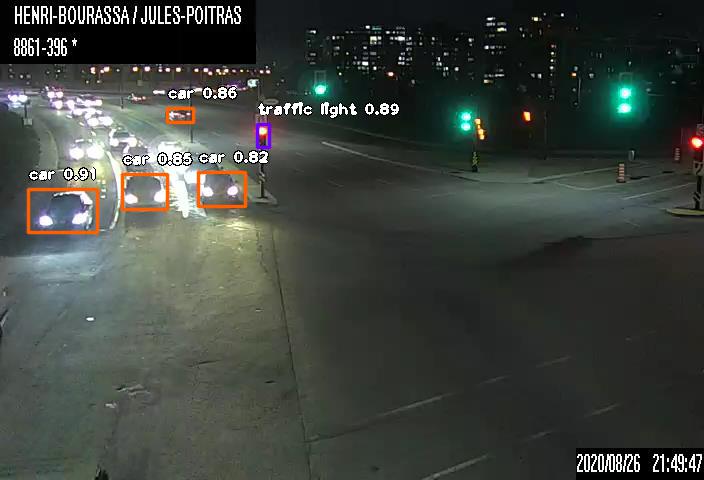 HENRI-BOURASSA / JULES-POITRAS
8861-396 *
car 0.86
traffic light 0.89
car 0.85
car 0.82
car 0.91
2020/08/26 21:49:47